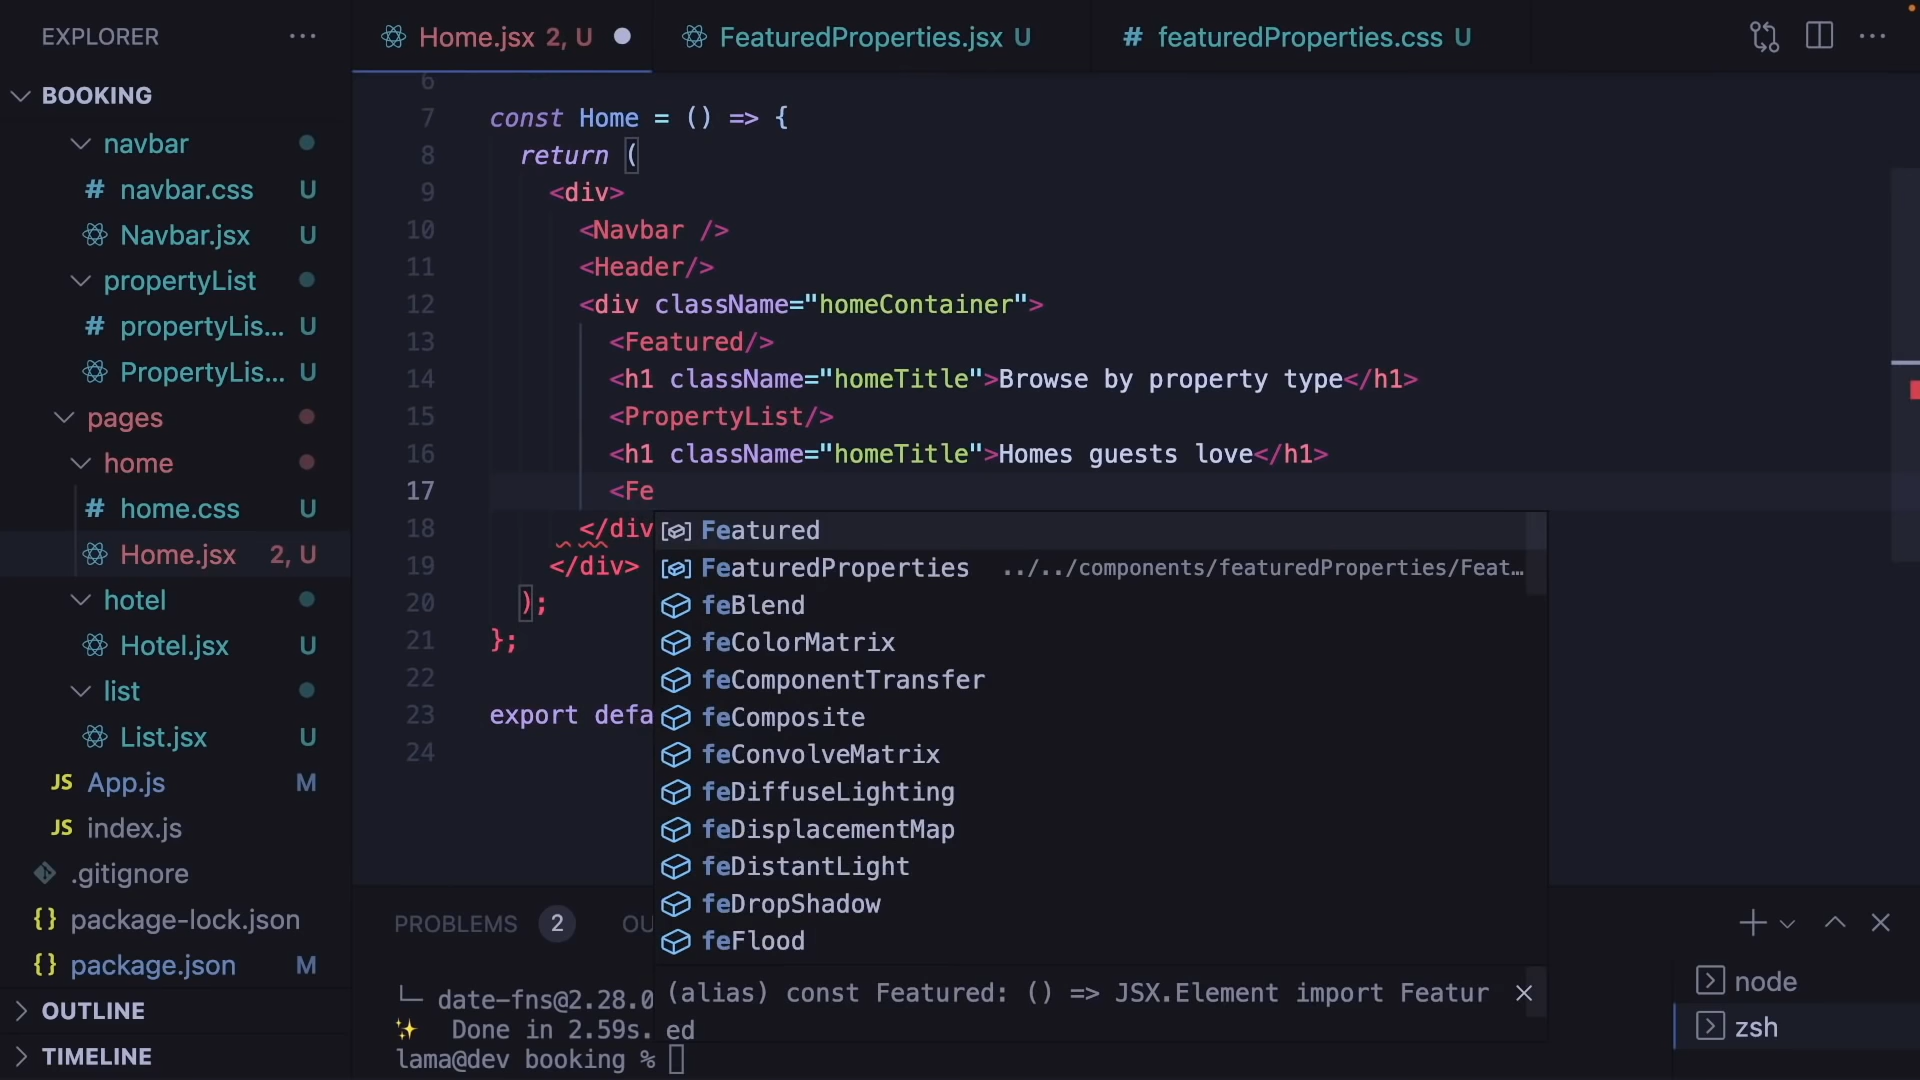 EXPLORER
BOOKING
navbar
# navbar.css U
Navbar.jsx U
propertyList
# propertyLis... U
PropertyLis... U
pages
home
# home.css U
Home.jsx 2, U
hotel
Hotel.jsx U
list
List.jsx U
JS App.js M
JS index.js
.gitignore
{} package-lock.json
{} package.json M
OUTLINE
TIMELINE
Home.jsx 2, U
FeaturedProperties.jsx U
# featuredProperties.css U
6
7 const Home = () => {
8 return (
9 <div>
10 <Navbar />
11 <Header/>
12 <div className="homeContainer">
13 <Featured/>
14 <h1 className="homeTitle">Browse by property type</h1>
15 <PropertyList/>
16 <h1 className="homeTitle">Homes guests love</h1>
17 <Fe
18 </div
19 </div>
20 );
21 };
22
23 export defa
24
Featured
FeaturedProperties ../../components/featuredProperties/Feat...
feBlend
feColorMatrix
feComponentTransfer
feComposite
feConvolveMatrix
feDiffuseLighting
feDisplacementMap
feDistantLight
feDropShadow
feFlood
(alias) const Featured: () => JSX.Element import Featur
ed
PROBLEMS 2 OU
└─ date-fns@2.28.0
✨ Done in 2.59s.
lama@dev booking %
node
zsh